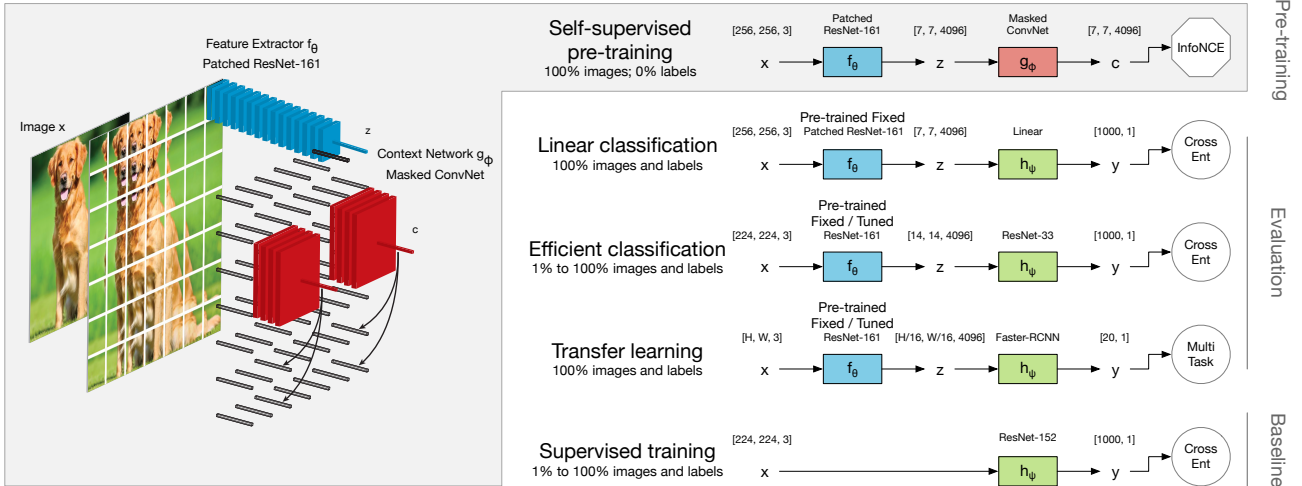 Feature Extractor fθ
Patched ResNet-161
Image x
z
Context Network gϕ
Masked ConvNet
c
Self-supervised
pre-training
100% images; 0% labels
[256, 256, 3]
Patched
ResNet-161
[7, 7, 4096]
Masked
ConvNet
[7, 7, 4096]
x
fθ
z
gϕ
c
InfoNCE
Pre-training
Linear classification
100% images and labels
[256, 256, 3]
Pre-trained Fixed
Patched ResNet-161
[7, 7, 4096]
Linear
[1000, 1]
x
fθ
z
hψ
y
Cross
Ent
Efficient classification
1% to 100% images and labels
[224, 224, 3]
Pre-trained
Fixed / Tuned
ResNet-161
[14, 14, 4096]
ResNet-33
[1000, 1]
x
fθ
z
hψ
y
Cross
Ent
Evaluation
Transfer learning
100% images and labels
[H, W, 3]
Pre-trained
Fixed / Tuned
ResNet-161
[H/16, W/16, 4096]
Faster-RCNN
[20, 1]
x
fθ
z
hψ
y
Multi
Task
Supervised training
1% to 100% images and labels
[224, 224, 3]
ResNet-152
[1000, 1]
x
hψ
y
Cross
Ent
Baseline